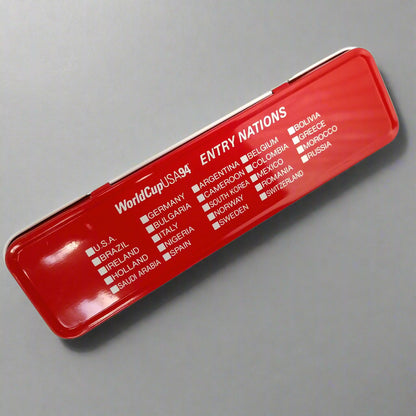 WorldCupUSA94 ENTRY NATIONS
U.S.A.
BRAZIL
IRELAND
HOLLAND
SAUDI ARABIA
GERMANY
BULGARIA
ITALY
NIGERIA
SPAIN
ARGENTINA
CAMEROON
SOUTH KOREA
NORWAY
SWEDEN
BELGIUM
COLOMBIA
MEXICO
ROMANIA
SWITZERLAND
BOLIVIA
GREECE
MOROCCO
RUSSIA